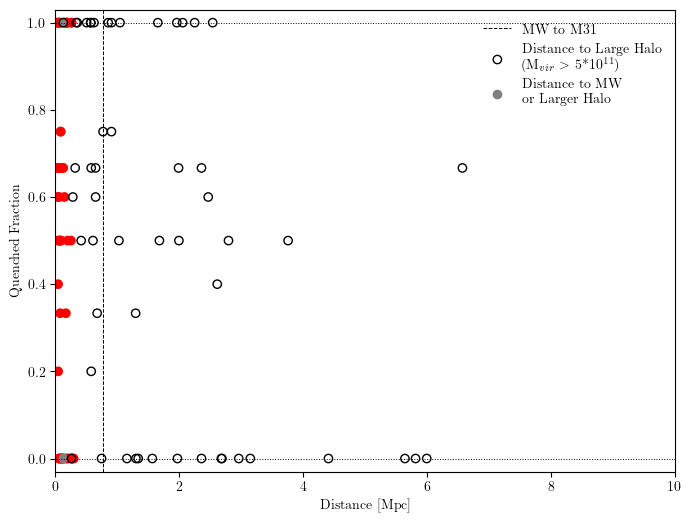 MW to M31
Distance to Large Halo
(M_vir > 5*10^11)
Distance to MW
or Larger Halo
1.0
0.8
0.6
0.4
0.2
0.0
Quenched Fraction
0 2 4 6 8 10
Distance [Mpc]